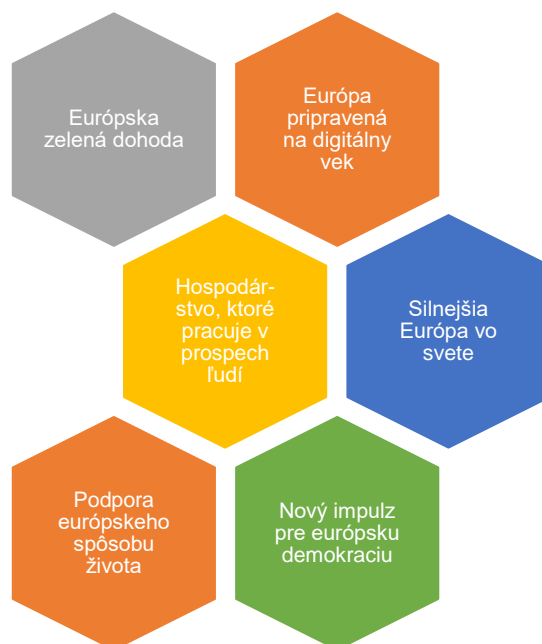 Európska
zelená dohoda
Európa
pripravená
na digitálny
vek
Hospodár-
stvo, ktoré
pracuje v
prospech
ľudí
Silnejšia
Európa vo
svete
Podpora
európskeho
spôsobu
života
Nový impulz
pre európsku
demokraciu